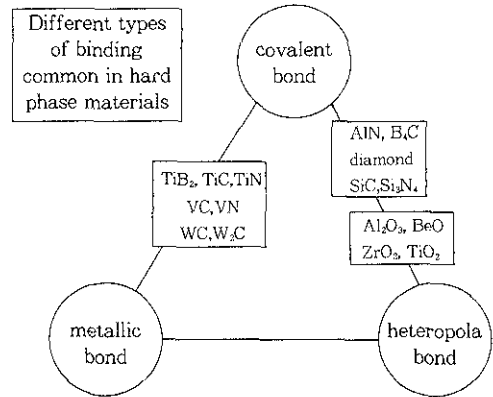 Different types
of binding
common in hard
phase materials
covalent
bond
AlN, B₄C
diamond
SiC,Si₃N₄
TiB₂, TiC,TiN
VC,VN
WC,W₂C
Al₂O₃, BeO
ZrO₂, TiO₂
metallic
bond
heteropola
bond